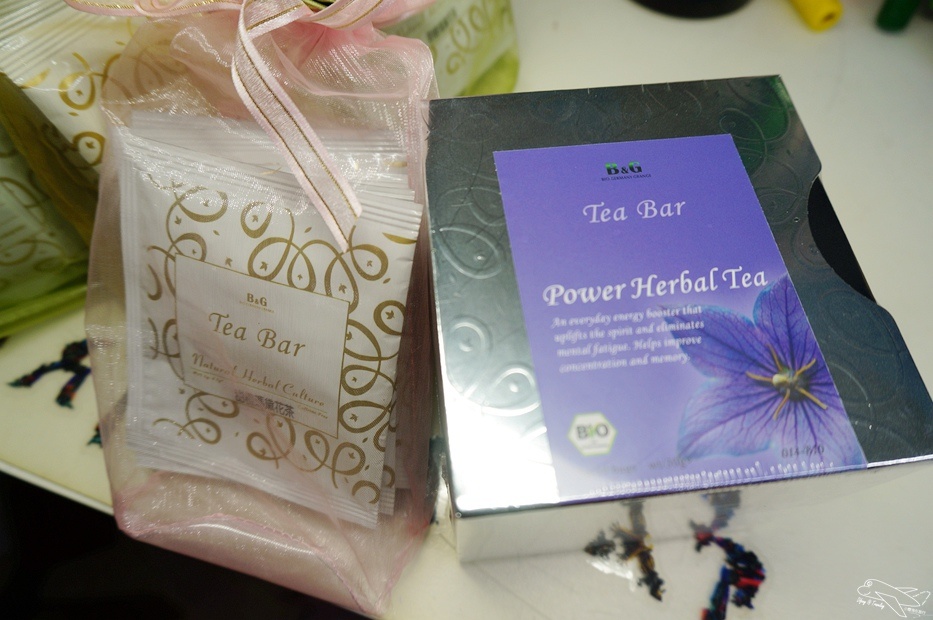 B&G
Tea Bar
Natural Herbal Culture
B&G
Tea Bar
Power Herbal Tea
An everyday energy booster that
uplifts the spirit and eliminates
mental fatigue. Helps improve
concentration and memory.
BIO